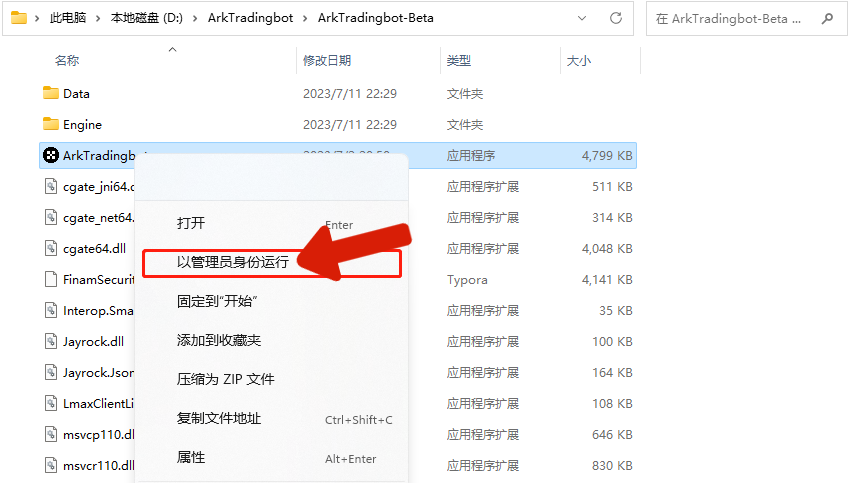 此电脑 > 本地磁盘 (D:) > ArkTradingbot > ArkTradingbot-Beta
在 ArkTradingbot-Beta ...
名称 修改日期 类型 大小
Data 2023/7/11 22:29 文件夹
Engine 2023/7/11 22:29 文件夹
ArkTradingbot 应用程序 4,799 KB
cgate_jni64.d 应用程序扩展 511 KB
cgate_net64. 应用程序扩展 314 KB
cgate64.dll 应用程序扩展 4,048 KB
FinamSecurit Typora 4,141 KB
Interop.Sma 应用程序扩展 35 KB
Jayrock.dll 应用程序扩展 100 KB
Jayrock.Json 应用程序扩展 164 KB
LmaxClientLi 应用程序扩展 108 KB
msvcp110.dll 应用程序扩展 646 KB
msvcr110.dll 应用程序扩展 830 KB
打开 Enter
以管理员身份运行
固定到"开始"
添加到收藏夹
压缩为 ZIP 文件
复制文件地址 Ctrl+Shift+C
属性 Alt+Enter